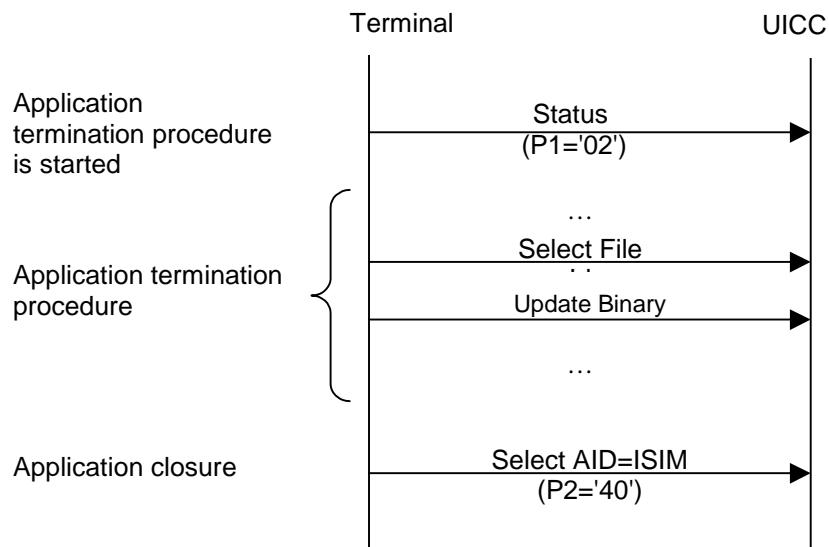 Terminal UICC
Application
termination procedure
is started
Status
(P1='02')
…
Select File
. .
Application termination
procedure
Update Binary
…
Application closure
Select AID=ISIM
(P2='40')